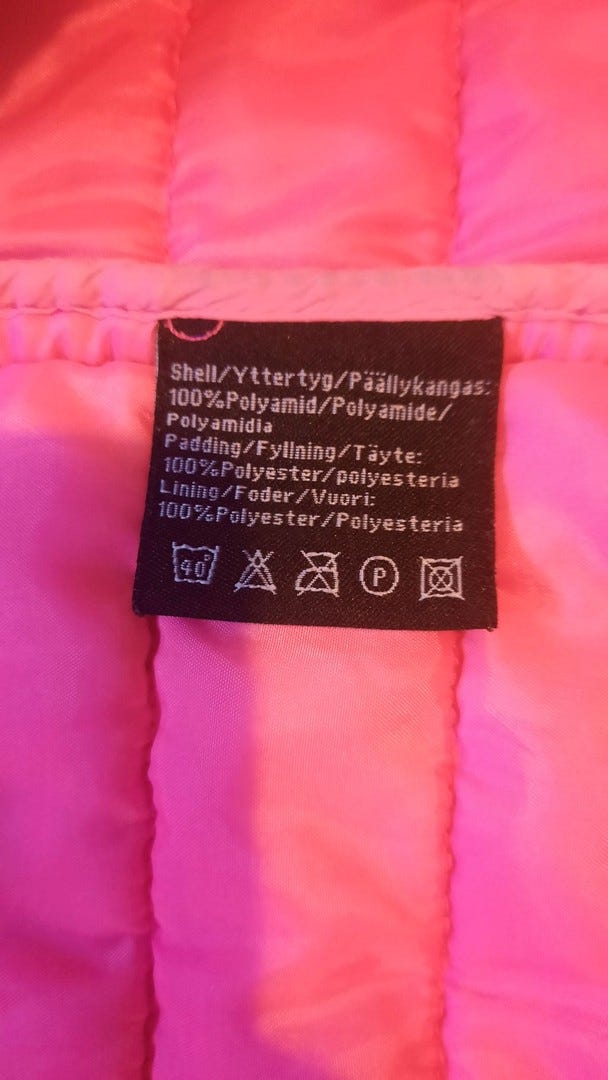 Shell/Yttertyg/Päällykangas:
100%Polyamid/Polyamide/
Polyamidia
Padding/Fyllning/Täyte:
100%Polyester/polyesteria
Lining/Foder/Vuori:
100%Polyester/Polyesteria
40° P